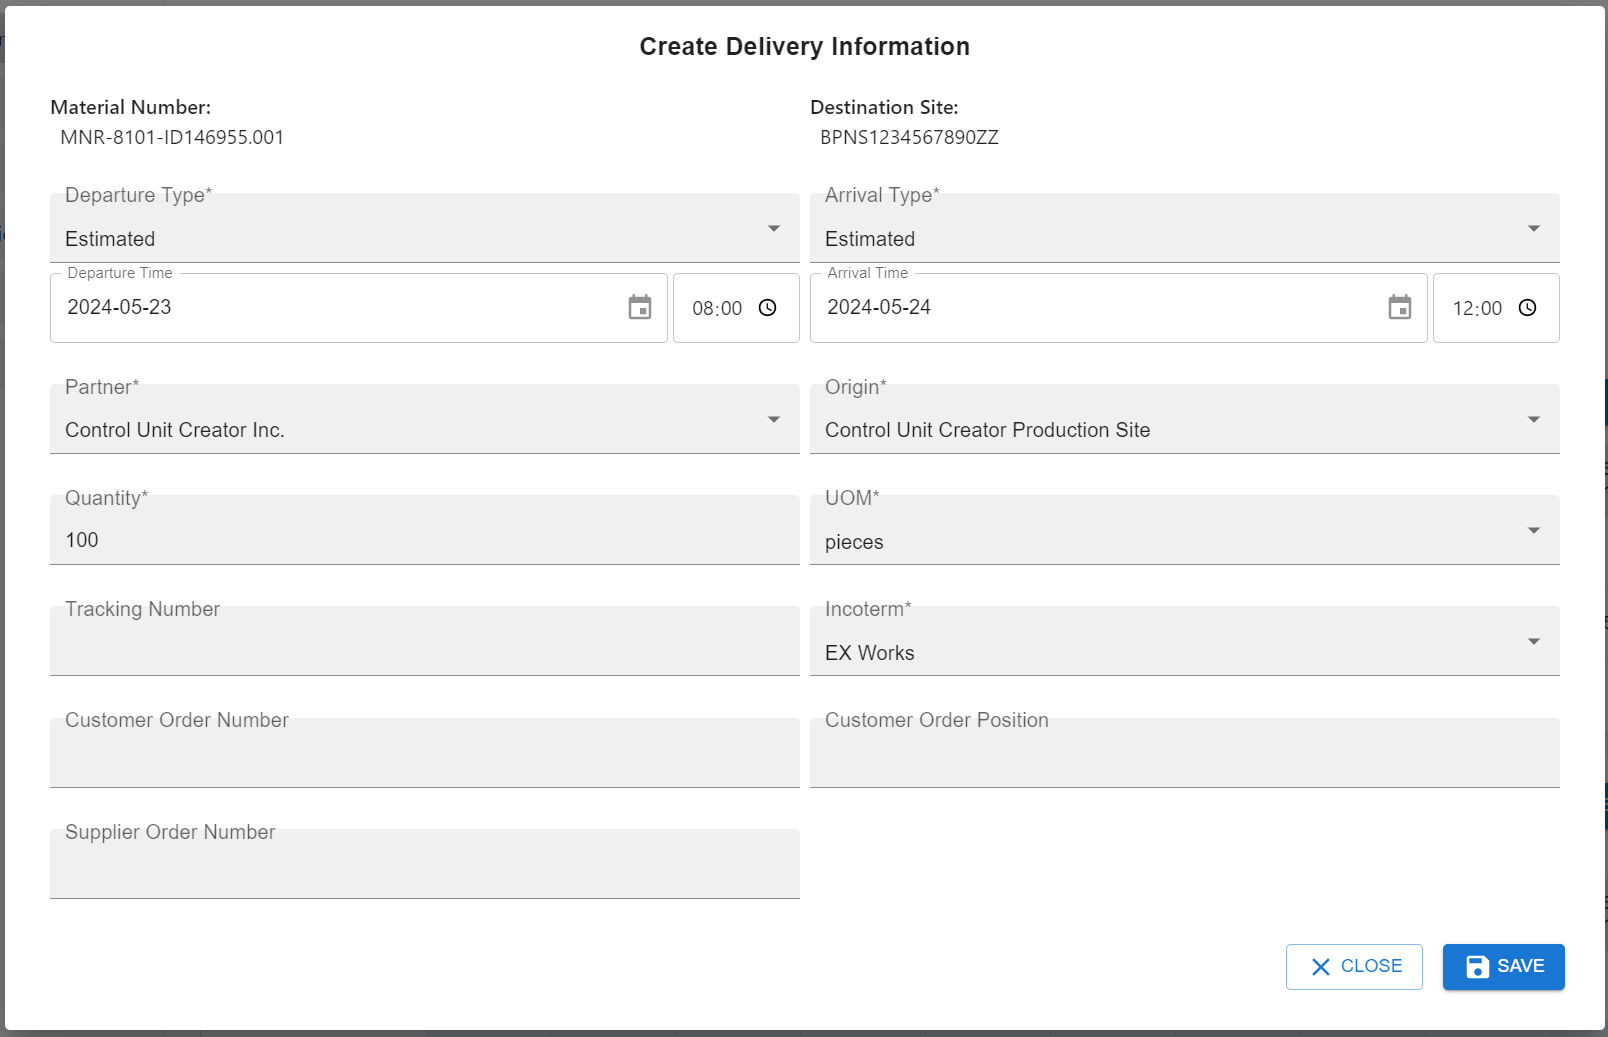 Create Delivery Information
Material Number:
MNR-8101-ID146955.001
Destination Site:
BPNS1234567890ZZ
Departure Type*
Estimated
Arrival Type*
Estimated
Departure Time
2024-05-23
08:00
Arrival Time
2024-05-24
12:00
Partner*
Control Unit Creator Inc.
Origin*
Control Unit Creator Production Site
Quantity*
100
UOM*
pieces
Tracking Number
Incoterm*
EX Works
Customer Order Number
Customer Order Position
Supplier Order Number
CLOSE
SAVE